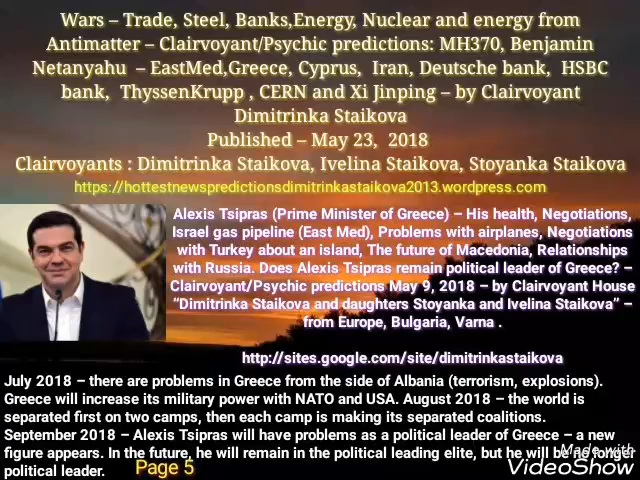 Wars – Trade, Steel, Banks,Energy, Nuclear and energy from
Antimatter – Clairvoyant/Psychic predictions: MH370, Benjamin
Netanyahu – EastMed,Greece, Cyprus, Iran, Deutsche bank, HSBC
bank, ThyssenKrupp , CERN and Xi Jinping – by Clairvoyant
Dimitrinka Staikova
Published – May 23, 2018
Clairvoyants : Dimitrinka Staikova, Ivelina Staikova, Stoyanka Staikova
https://hottestnewspredictionsdimitrinkastaikova2013.wordpress.com
Alexis Tsipras (Prime Minister of Greece) – His health, Negotiations,
Israel gas pipeline (East Med), Problems with airplanes, Negotiations
with Turkey about an island, The future of Macedonia, Relationships
with Russia. Does Alexis Tsipras remain political leader of Greece? –
Clairvoyant/Psychic predictions May 9, 2018 – by Clairvoyant House
“Dimitrinka Staikova and daughters Stoyanka and Ivelina Staikova” –
from Europe, Bulgaria, Varna .
http://sites.google.com/site/dimitrinkastaikova
July 2018 – there are problems in Greece from the side of Albania (terrorism, explosions).
Greece will increase its military power with NATO and USA. August 2018 – the world is
separated first on two camps, then each camp is making its separated coalitions.
September 2018 – Alexis Tsipras will have problems as a political leader of Greece – a new
figure appears. In the future, he will remain in the political leading elite, but he will be no longer
political leader.
Page 5
Made with
VideoShow